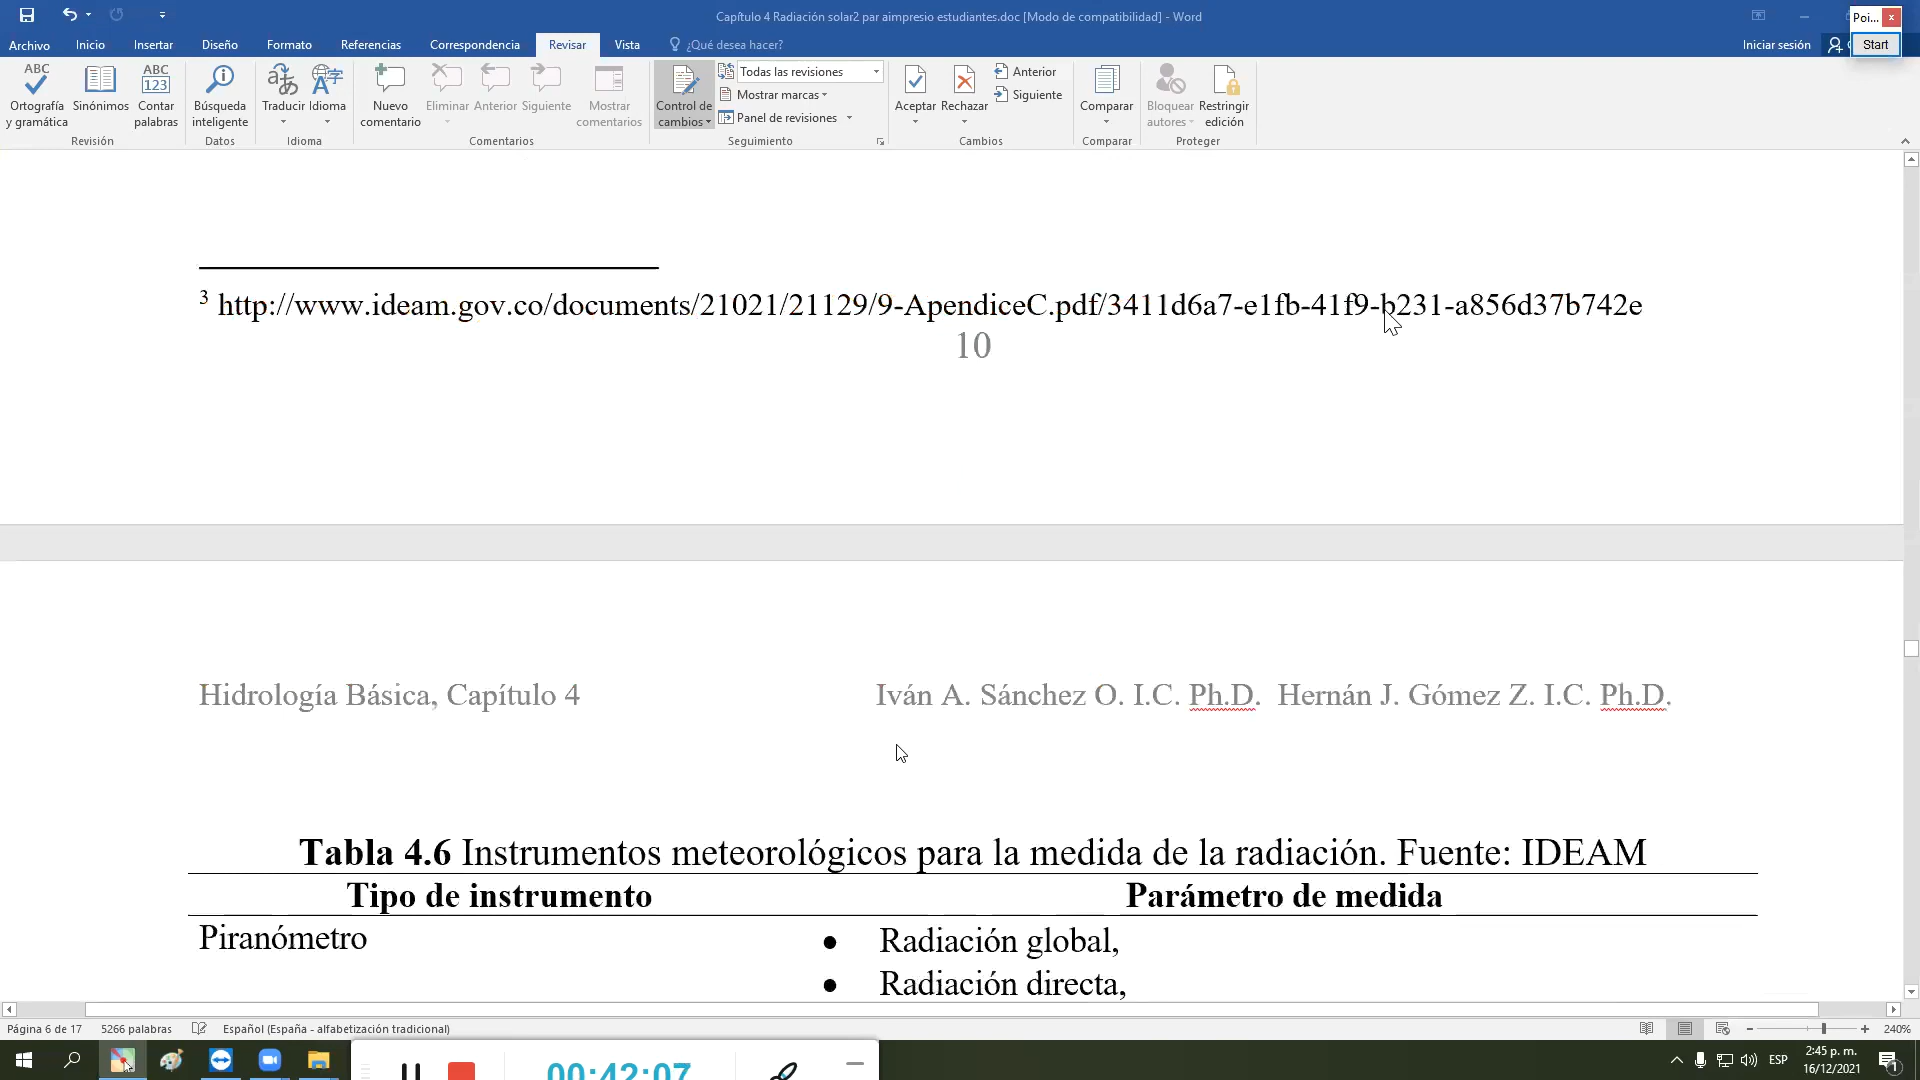 Capítulo 4 Radiación solar2 par aimpresio estudiantes.doc [Modo de compatibilidad] - Word
Poi...
Archivo Inicio Insertar Diseño Formato Referencias Correspondencia Revisar Vista ¿Qué desea hacer? Iniciar sesión Start
ABC Ortografía y gramática
Sinónimos
ABC 123 Contar palabras
Búsqueda inteligente
Traducir
Idioma
Nuevo comentario
Eliminar
Anterior
Siguiente
Mostrar comentarios
Control de cambios
Todas las revisiones
Mostrar marcas
Panel de revisiones
Aceptar
Rechazar
Anterior
Siguiente
Comparar
Bloquear autores
Restringir edición
Revisión Datos Idioma Comentarios Seguimiento Cambios Comparar Proteger
3 http://www.ideam.gov.co/documents/21021/21129/9-ApendiceC.pdf/3411d6a7-e1fb-41f9-b231-a856d37b742e
10
Hidrología Básica, Capítulo 4 Iván A. Sánchez O. I.C. Ph.D. Hernán J. Gómez Z. I.C. Ph.D.
Tabla 4.6 Instrumentos meteorológicos para la medida de la radiación. Fuente: IDEAM
Tipo de instrumento Parámetro de medida
Piranómetro • Radiación global,
• Radiación directa,
Página 6 de 17 5266 palabras Español (España - alfabetización tradicional) 240%
00:42:07
ESP
2:45 p. m.
16/12/2021
1